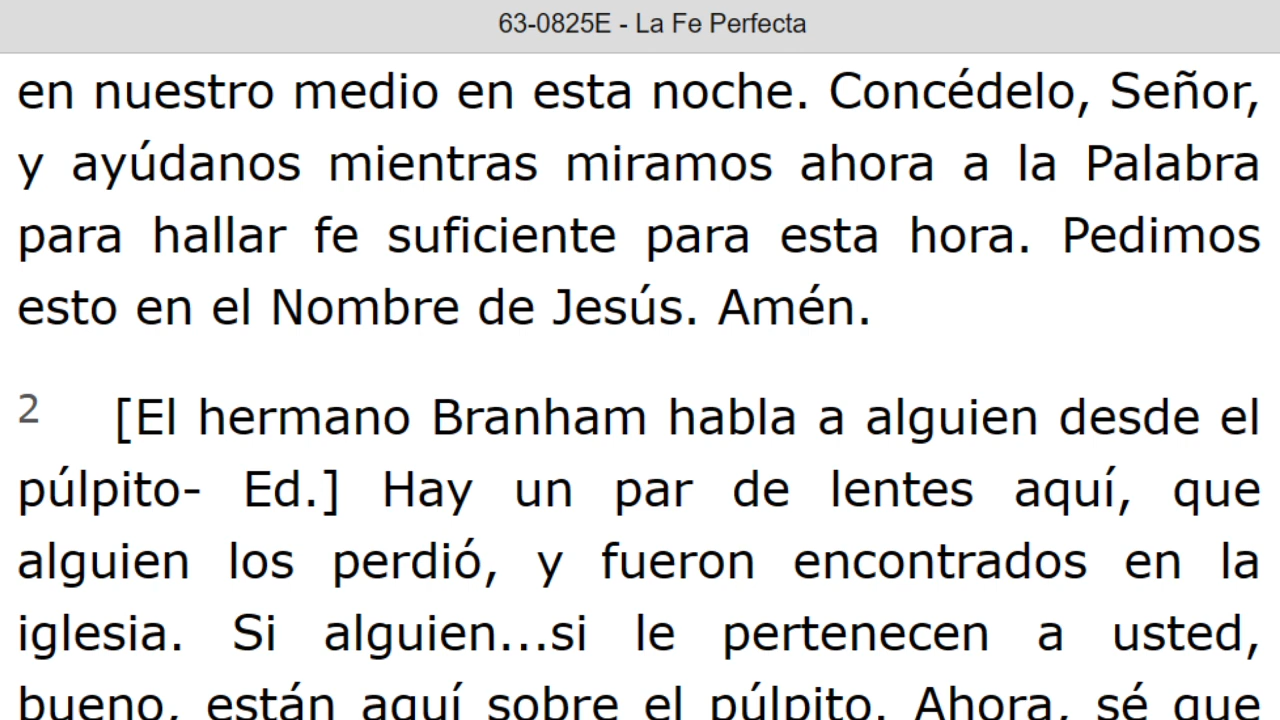 63-0825E - La Fe Perfecta
en nuestro medio en esta noche. Concédelo, Señor,
y ayúdanos mientras miramos ahora a la Palabra
para hallar fe suficiente para esta hora. Pedimos
esto en el Nombre de Jesús. Amén.
2 [El hermano Branham habla a alguien desde el
púlpito- Ed.] Hay un par de lentes aquí, que
alguien los perdió, y fueron encontrados en la
iglesia. Si alguien...si le pertenecen a usted,
bueno, están aquí sobre el púlpito. Ahora, sé que